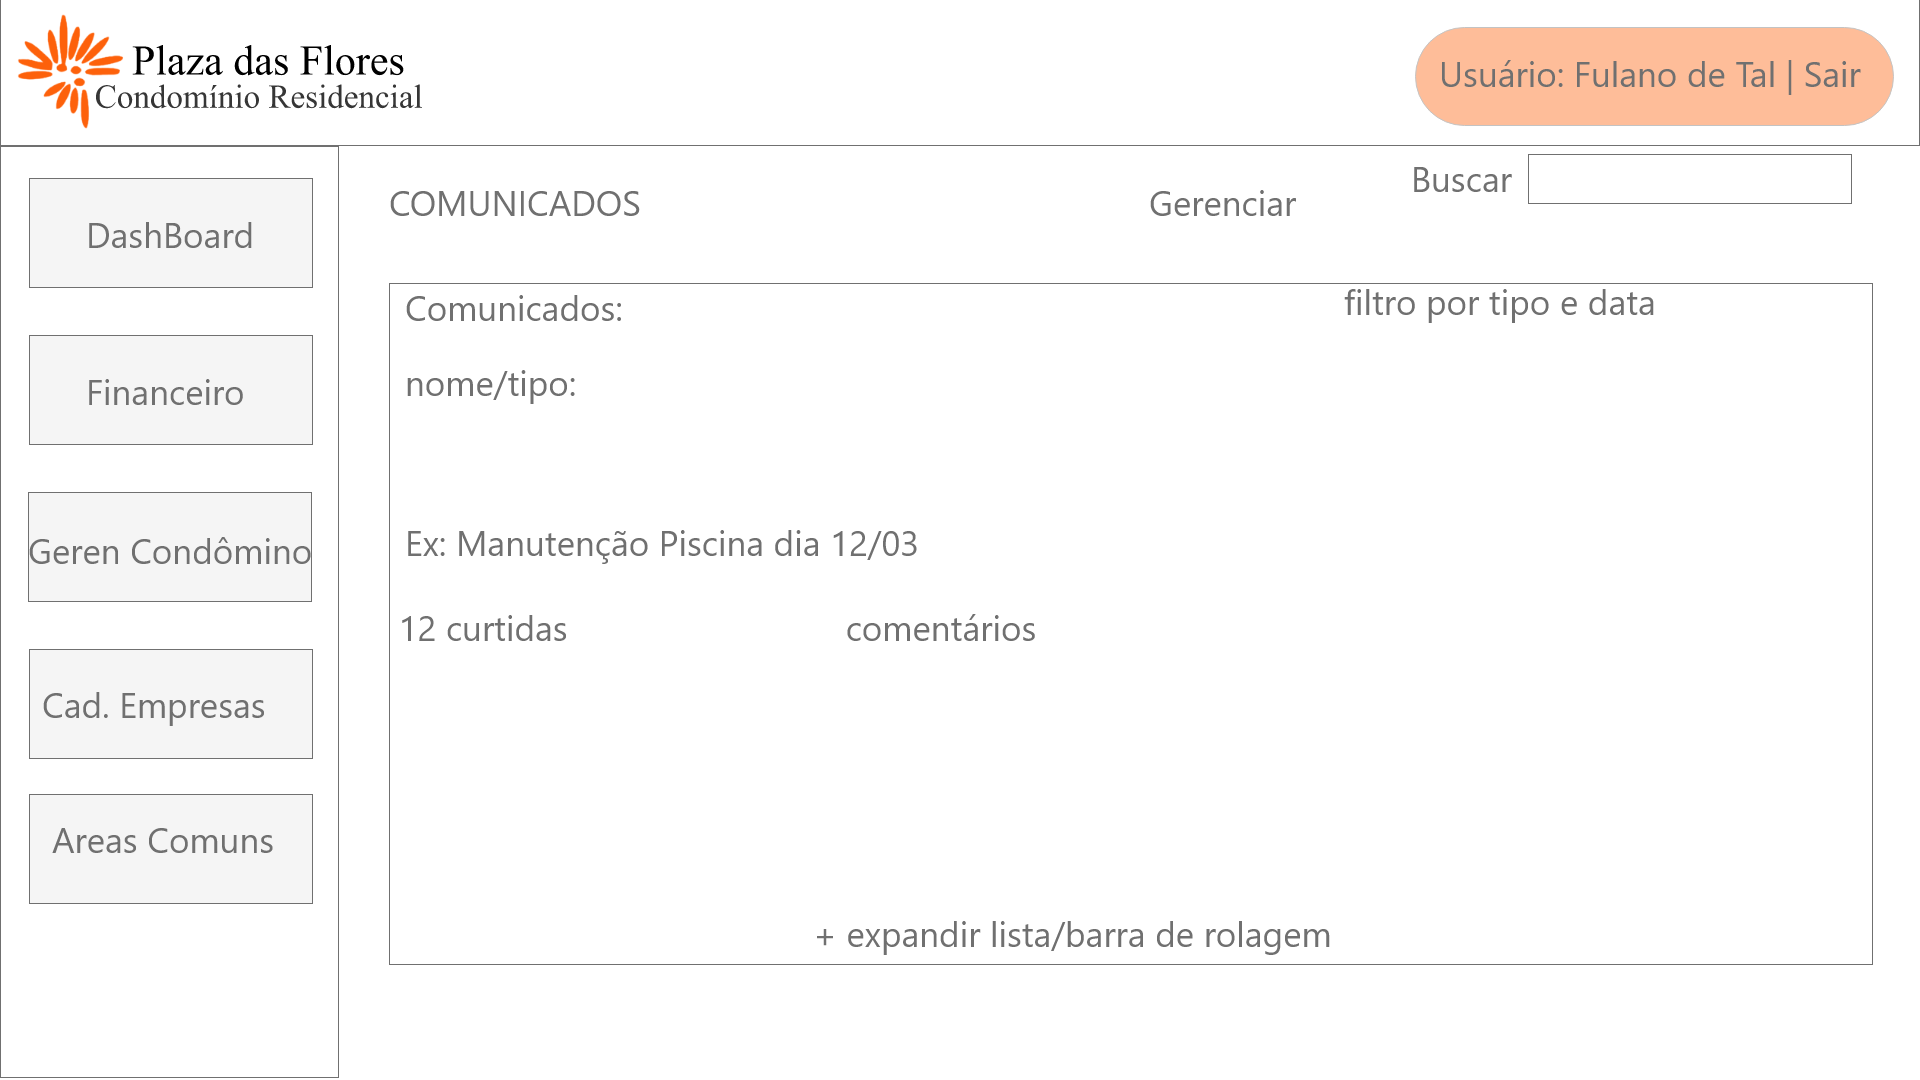 Plaza das Flores
Condomínio Residencial
Usuário: Fulano de Tal | Sair
DashBoard
Financeiro
Geren Condômino
Cad. Empresas
Areas Comuns
COMUNICADOS
Gerenciar
Buscar
Comunicados:
filtro por tipo e data
nome/tipo:
Ex: Manutenção Piscina dia 12/03
12 curtidas
comentários
+ expandir lista/barra de rolagem